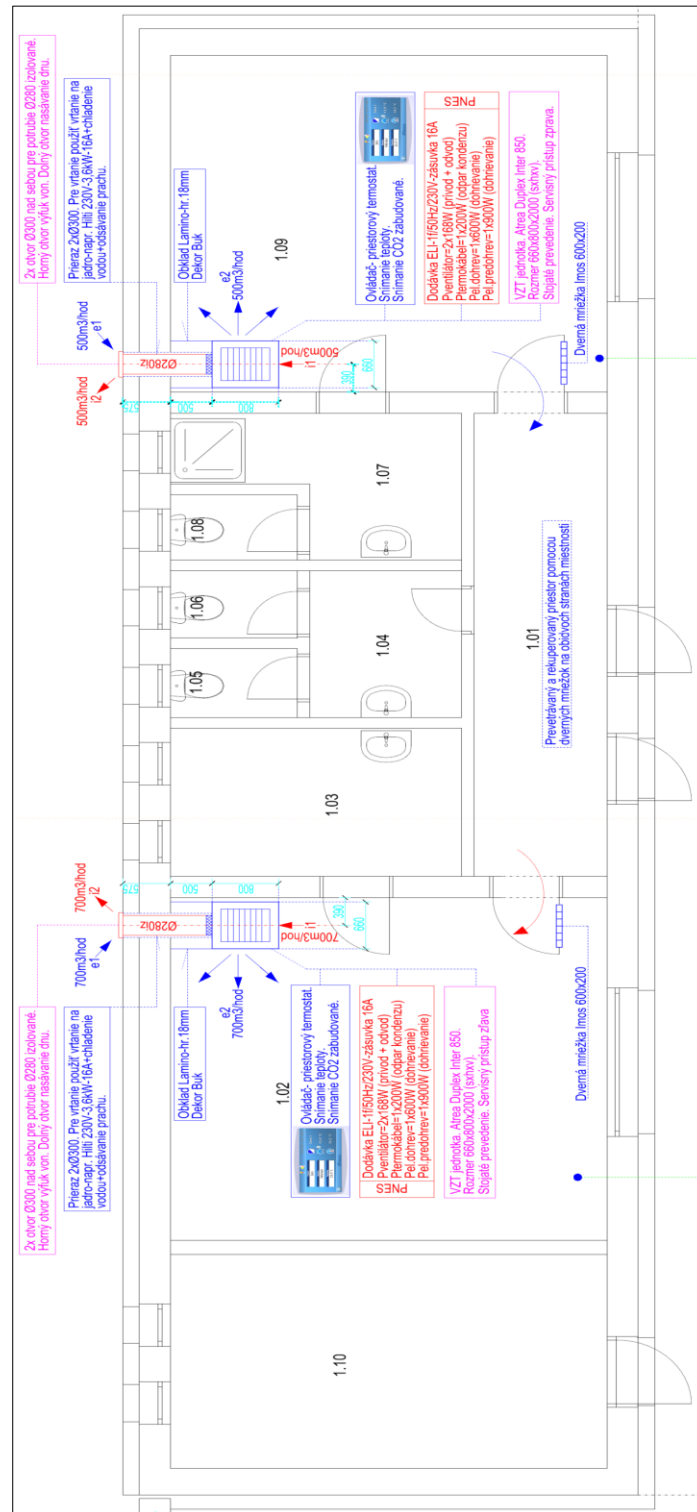 2x otvor Ø300 nad sebou pre potrubie Ø280 izolované.
Horný otvor výfuk von. Dolný otvor nasávanie dnu.
Prieraz 2xØ300. Pre vrtanie použiť vrtanie na
jadro-napr. Hilti 230V-3,6kW-16A+chladenie
vodou+odsávanie prachu.
700m3/hod
e1
700m3/hod
i2
Ø280iz
575
500
800
Obklad Lamino-hr.18mm
Dekor Buk
e2
700m3/hod
700m3/hod
i1
390
660
1.02
Ovládač- priestorový termostat.
Snímanie teploty.
Snímanie CO2 zabudované.
PNES
Dodávka ELI-1f/50Hz/230V-zásuvka 16A
Pventilátor=2x168W (prívod + odvod)
Ptermokábel=1x200W (odpar kondenzu)
Pel.dohrev=1x600W (dohrievanie)
Pel.predohrev=1x900W (dohrievanie)
VZT jednotka. Atrea Duplex Inter 850.
Rozmer 660x800x2000 (sxhxv).
Stojaté prevedenie. Servisný prístup zľava
Dverná mriežka Imos 600x200
1.10
1.03
1.05
1.06
1.08
1.04
1.07
1.01
Prevetrávaný a rekuperovaný priestor pomocou
dverných mriežok na obidvoch stranách miestnosti
2x otvor Ø300 nad sebou pre potrubie Ø280 izolované.
Horný otvor výfuk von. Dolný otvor nasávanie dnu.
Prieraz 2xØ300. Pre vrtanie použiť vrtanie na
jadro-napr. Hilti 230V-3,6kW-16A+chladenie
vodou+odsávanie prachu.
500m3/hod
i2
500m3/hod
e1
Ø280iz
575
500
800
Obklad Lamino-hr.18mm
Dekor Buk
e2
500m3/hod
500m3/hod
i1
390
660
1.09
Ovládač- priestorový termostat.
Snímanie teploty.
Snímanie CO2 zabudované.
PNES
Dodávka ELI-1f/50Hz/230V-zásuvka 16A
Pventilátor=2x168W (prívod + odvod)
Ptermokábel=1x200W (odpar kondenzu)
Pel.dohrev=1x600W (dohrievanie)
Pel.predohrev=1x900W (dohrievanie)
VZT jednotka. Atrea Duplex Inter 850.
Rozmer 660x800x2000 (sxhxv).
Stojaté prevedenie. Servisný prístup zprava.
Dverná mriežka Imos 600x200